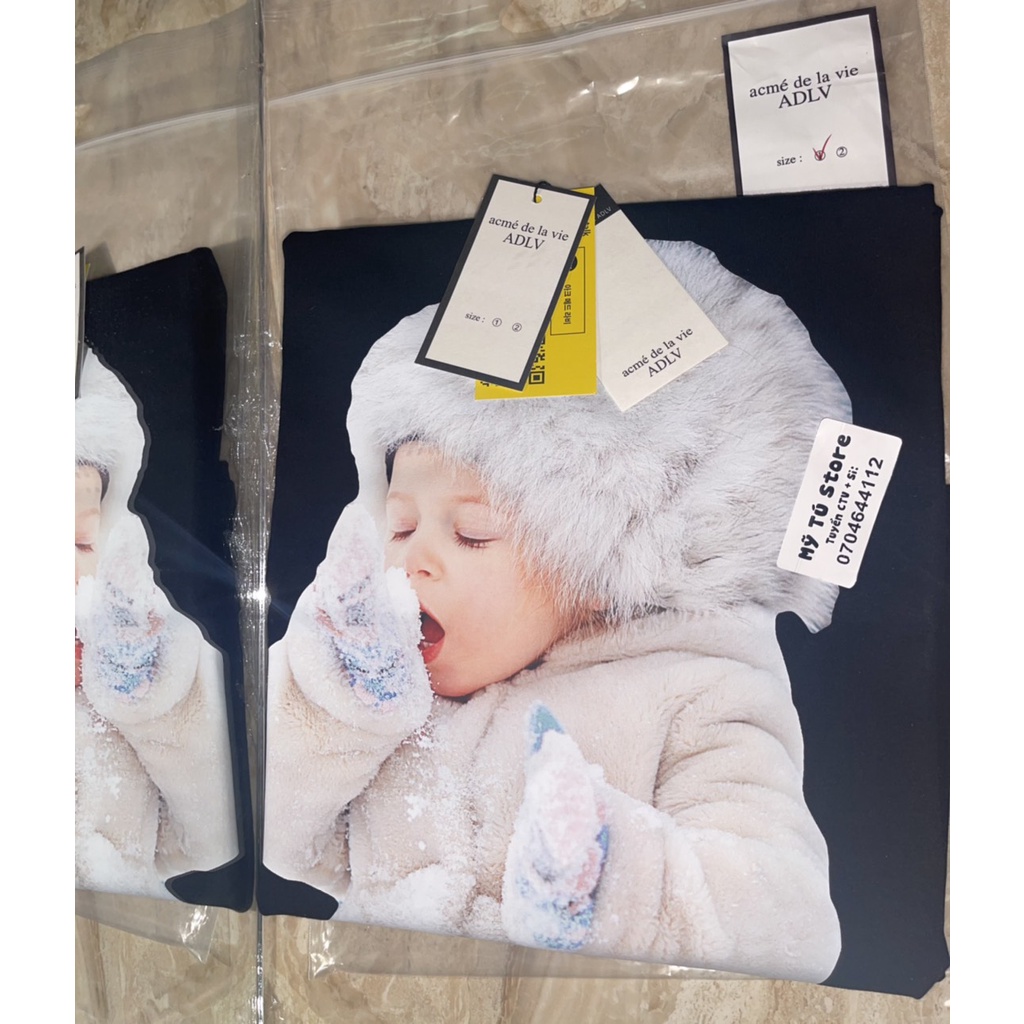 acmé de la vie
ADLV
size : ① ②
acmé de la vie
ADLV
size : ① ②
ADLV
acmé de la vie
ADLV
Mỹ Tú Store
Tuyển CTV + Sỉ:
0704644112